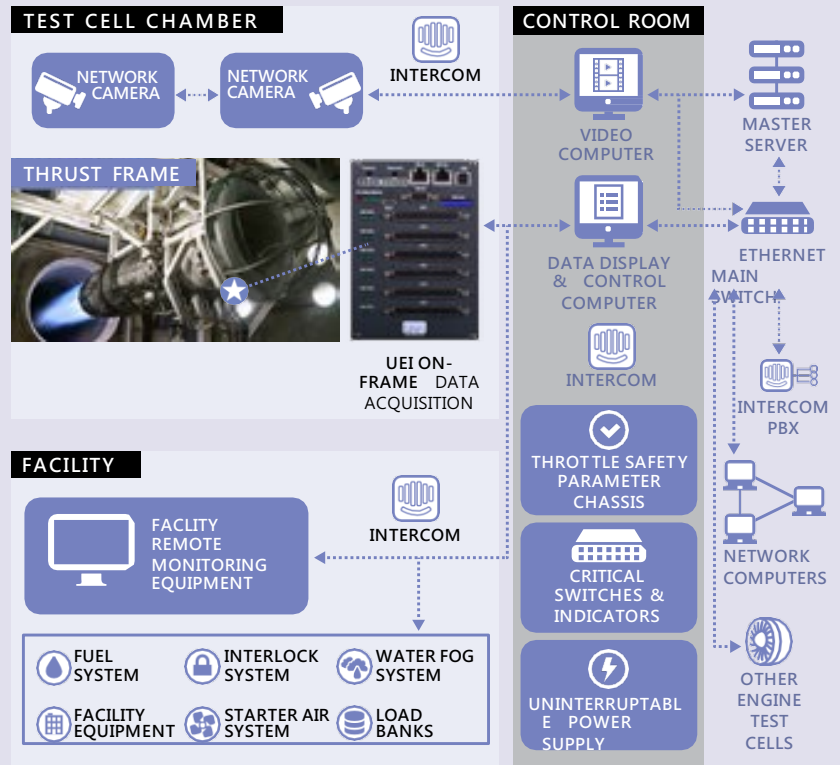 TEST CELL CHAMBER
NETWORK
CAMERA
NETWORK
CAMERA
INTERCOM
THRUST FRAME
UEI ON-
FRAME DATA
ACQUISITION
FACILITY
FACLITY
REMOTE
MONITORING
EQUIPMENT
INTERCOM
FUEL
SYSTEM
INTERLOCK
SYSTEM
WATER FOG
SYSTEM
FACILITY
EQUIPMENT
STARTER AIR
SYSTEM
LOAD
BANKS
CONTROL ROOM
VIDEO
COMPUTER
DATA DISPLAY
& CONTROL
COMPUTER
INTERCOM
THROTTLE SAFETY
PARAMETER
CHASSIS
CRITICAL
SWITCHES &
INDICATORS
UNINTERRUPTABL
E POWER
SUPPLY
MASTER
SERVER
ETHERNET
MAIN
SWITCH
INTERCOM
PBX
NETWORK
COMPUTERS
OTHER
ENGINE
TEST
CELLS